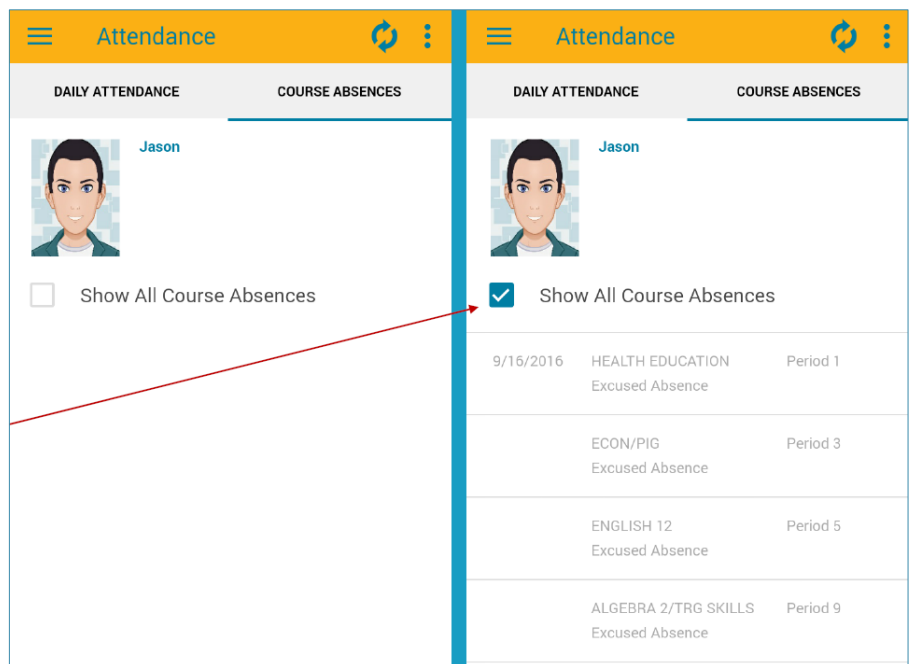 Attendance
DAILY ATTENDANCE COURSE ABSENCES
Jason
Show All Course Absences
Attendance
DAILY ATTENDANCE COURSE ABSENCES
Jason
Show All Course Absences
9/16/2016 HEALTH EDUCATION Period 1
Excused Absence
ECON/PIG Period 3
Excused Absence
ENGLISH 12 Period 5
Excused Absence
ALGEBRA 2/TRG SKILLS Period 9
Excused Absence